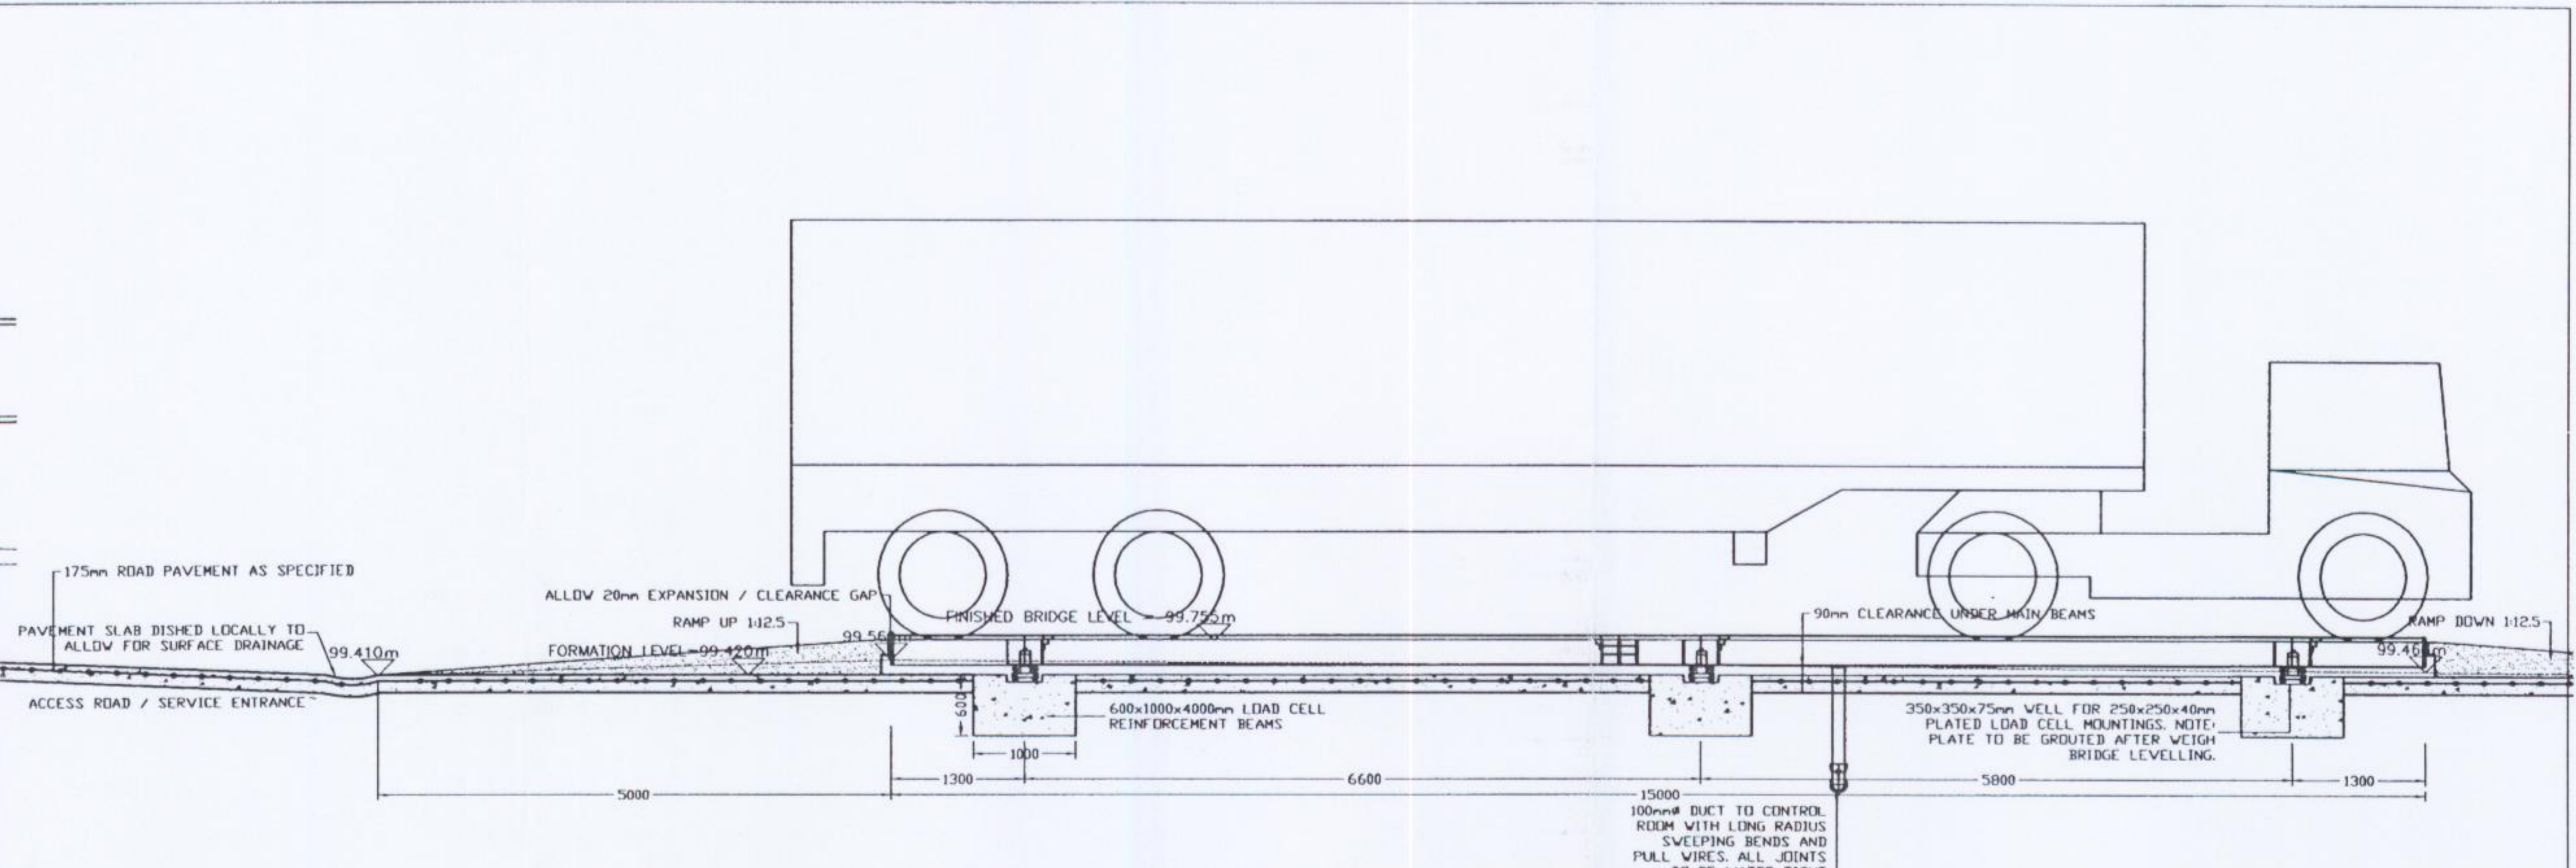 175mm ROAD PAVEMENT AS SPECIFIED
PAVEMENT SLAB DISHED LOCALLY TO
ALLOW FOR SURFACE DRAINAGE
99.410m
ACCESS ROAD / SERVICE ENTRANCE
ALLOW 20mm EXPANSION / CLEARANCE GAP
RAMP UP 1:12.5
FORMATION LEVEL-99.420m
FINISHED BRIDGE LEVEL - 99.755m
90mm CLEARANCE UNDER MAIN BEAMS
RAMP DOWN 1:12.5
600
600x1000x4000mm LOAD CELL
REINFORCEMENT BEAMS
350x350x75mm WELL FOR 250x250x40mm
PLATED LOAD CELL MOUNTINGS. NOTE:
PLATE TO BE GROUTED AFTER WEIGH
BRIDGE LEVELLING.
1000
1300
6600
5800
1300
5000
15000
100mmø DUCT TO CONTROL
ROOM WITH LONG RADIUS
SWEEPING BENDS AND
PULL WIRES. ALL JOINTS